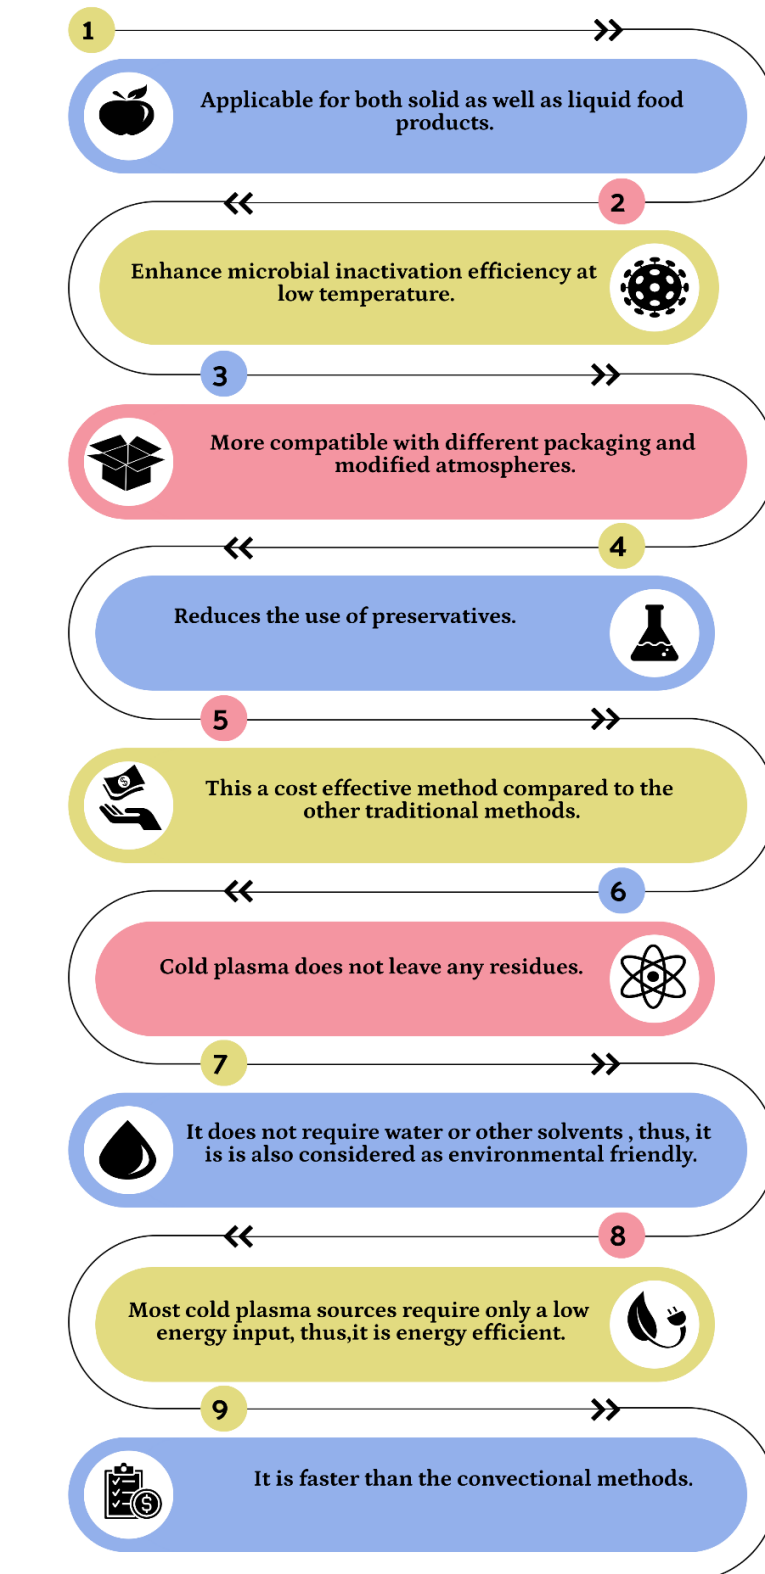 1
Applicable for both solid as well as liquid food
products.
2
Enhance microbial inactivation efficiency at
low temperature.
3
More compatible with different packaging and
modified atmospheres.
4
Reduces the use of preservatives.
5
This a cost effective method compared to the
other traditional methods.
6
Cold plasma does not leave any residues.
7
It does not require water or other solvents , thus, it
is is also considered as environmental friendly.
8
Most cold plasma sources require only a low
energy input, thus,it is energy efficient.
9
It is faster than the convectional methods.